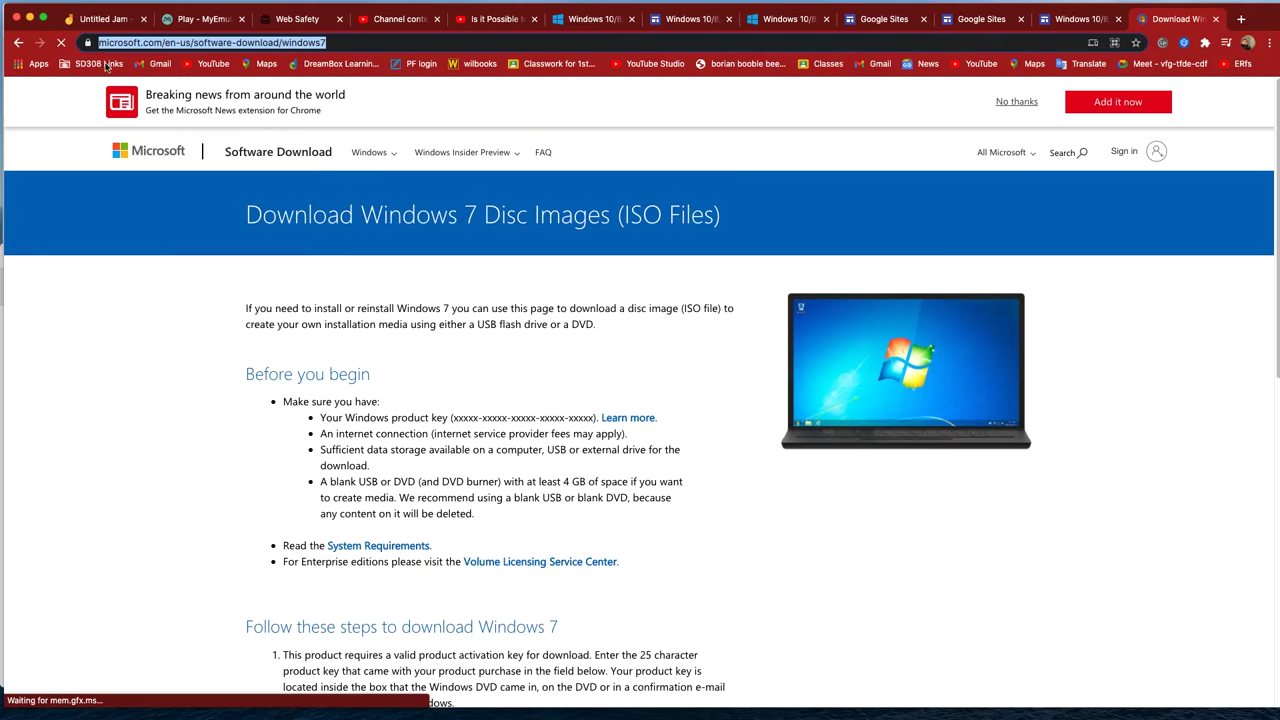 Untitled Jam -
Play - MyEmul
Web Safety
Channel cont
Is it Possible
Windows 10/8
Windows 10/
Windows 10/
Google Sites
Google Sites
Windows 10/8
Download Win
microsoft.com/en-us/software-download/windows7
Apps
SD308 Links
Gmail
YouTube
Maps
DreamBox Learnin...
PF login
wilbooks
Classwork for 1st...
YouTube Studio
borian booble bee...
Classes
Gmail
News
YouTube
Maps
Translate
Meet - vfg-tfde-cdf
ERfs
Breaking news from around the world
Get the Microsoft News extension for Chrome
No thanks
Add it now
Microsoft
Software Download
Windows
Windows Insider Preview
FAQ
All Microsoft
Search
Sign in
Download Windows 7 Disc Images (ISO Files)
If you need to install or reinstall Windows 7 you can use this page to download a disc image (ISO file) to
create your own installation media using either a USB flash drive or a DVD.
Before you begin
• Make sure you have:
• Your Windows product key (xxxxx-xxxxx-xxxxx-xxxxx-xxxxx). Learn more.
• An internet connection (internet service provider fees may apply).
• Sufficient data storage available on a computer, USB or external drive for the
download.
• A blank USB or DVD (and DVD burner) with at least 4 GB of space if you want
to create media. We recommend using a blank USB or blank DVD, because
any content on it will be deleted.
• Read the System Requirements.
• For Enterprise editions please visit the Volume Licensing Service Center.
Follow these steps to download Windows 7
1. This product requires a valid product activation key for download. Enter the 25 character
product key that came with your product purchase in the field below. Your product key is
located inside the box that the Windows DVD came in, on the DVD or in a confirmation e-mail
Waiting for mem.gfx.ms...
dows.